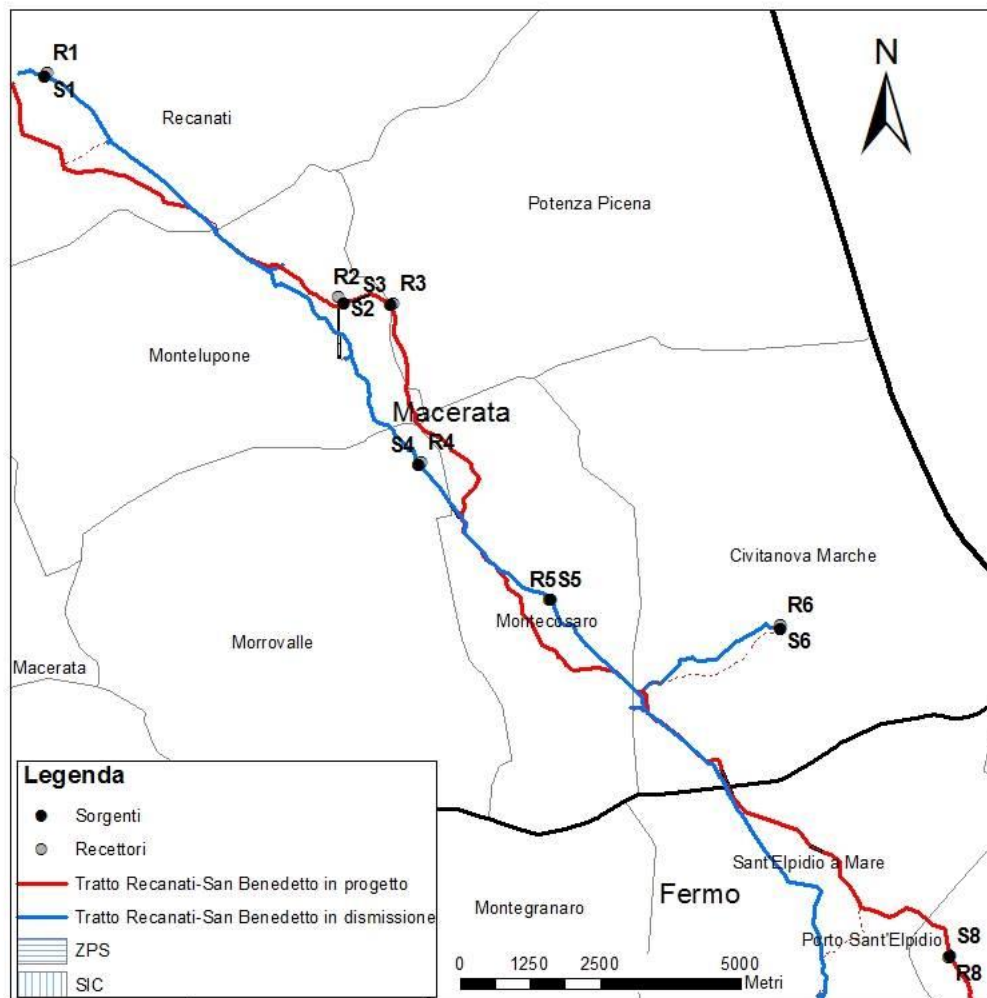 R1
S1
N
Recanati
Potenza Picena
R2
S3
R3
S2
Montelupone
Macerata
S4
R4
Civitanova Marche
R5S5
R6
Montecosaro
S6
Morrovalle
Macerata
Legenda
Sorgenti
Recettori
Tratto Recanati-San Benedetto in progetto
Tratto Recanati-San Benedetto in dismissione
ZPS
SIC
Sant'Elpidio a Mare
Fermo
Montegranaro
Porto Sant'Elpidio
S8
R8
0 1250 2500 5000
Metri